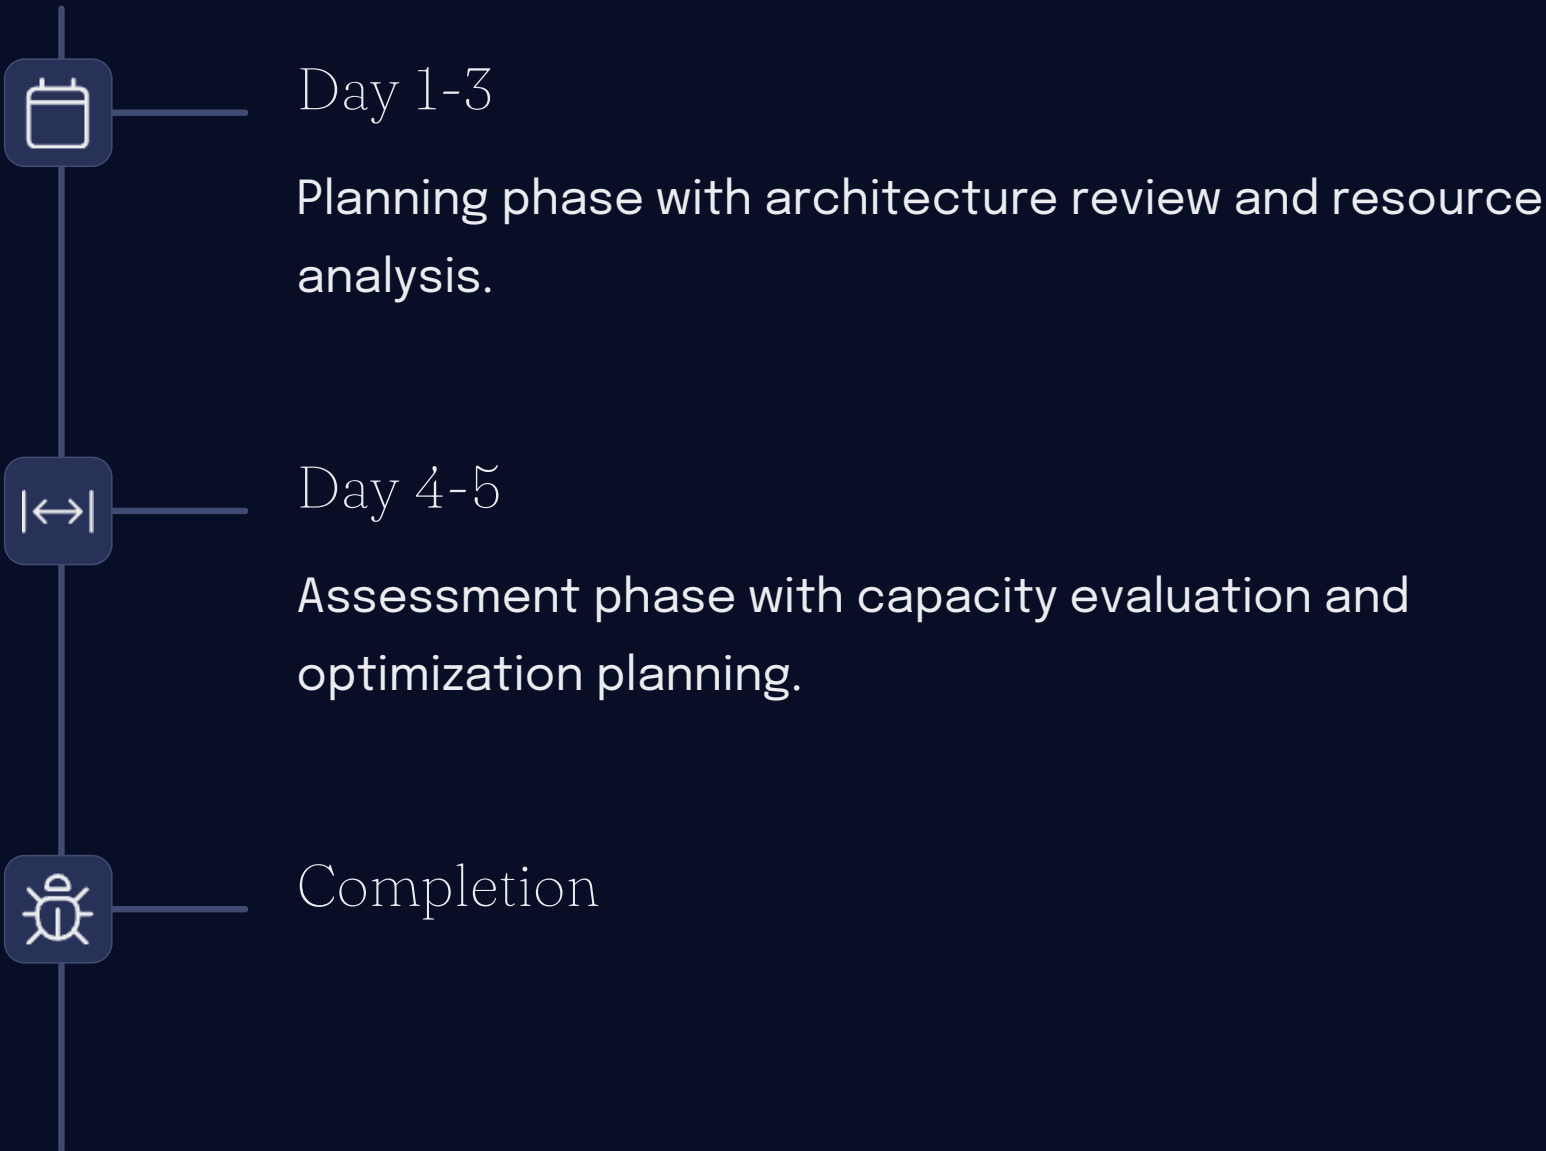 Day 1-3
Planning phase with architecture review and resource
analysis.
Day 4-5
Assessment phase with capacity evaluation and
optimization planning.
Completion